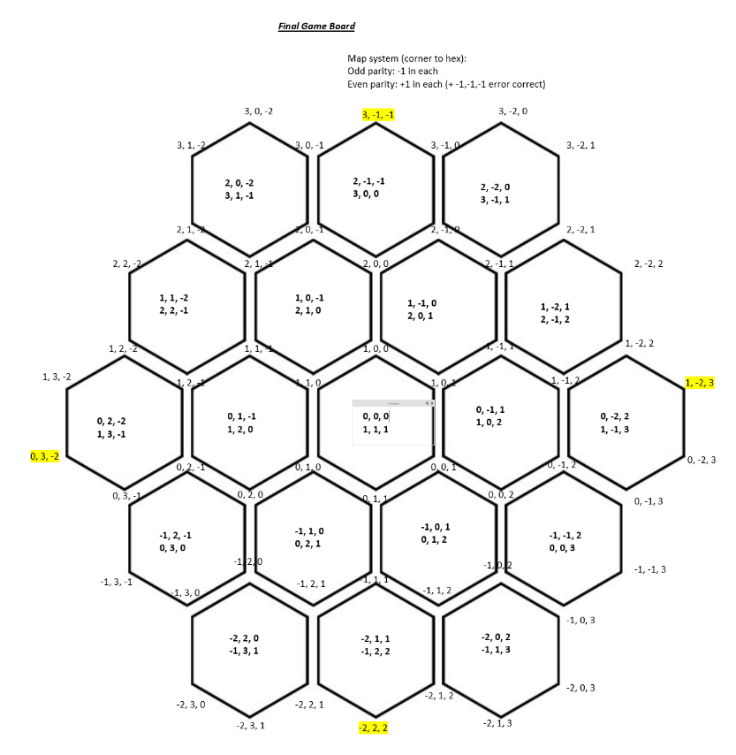 Final Game Board
Map system (corner to hex):
Odd parity: -1 in each
Even parity: +1 in each (+ -1,-1,-1 error correct)
3, 0, -2
3, -1, -1
3, -2, 0
3, 1, -2
3, 0, -1
3, -1, 0
3, -2, 1
2, 0, -2
3, 1, -1
2, -1, -1
3, 0, 0
2, -2, 0
3, -1, 1
2, 1, -2
2, 0, -1
2, -1, 0
2, -2, 1
2, 2, -2
2, 1, -1
2, 0, 0
2, -1, 1
2, -2, 2
1, 1, -2
2, 2, -1
1, 0, -1
2, 1, 0
1, -1, 0
2, 0, 1
1, -2, 1
2, -1, 2
1, 2, -2
1, 1, -1
1, 0, 0
1, -1, 1
1, -2, 2
1, 3, -2
1, 2, -1
1, 1, 0
1, 0, 1
1, -1, 2
1, -2, 3
0, 2, -2
1, 3, -1
0, 1, -1
1, 2, 0
0, 0, 0
1, 1, 1
0, -1, 1
1, 0, 2
0, -2, 2
1, -1, 3
0, 3, -2
0, 2, -1
0, 1, 0
0, 0, 1
0, -1, 2
0, -2, 3
0, 3, -1
0, 2, 0
0, 1, 1
0, 0, 2
0, -1, 3
-1, 2, -1
0, 3, 0
-1, 1, 0
0, 2, 1
-1, 0, 1
0, 1, 2
-1, -1, 2
0, 0, 3
-1, 3, -1
-1, 2, 0
-1, 1, 1
-1, 0, 2
-1, -1, 3
-1, 3, 0
-1, 2, 1
-1, 1, 2
-1, 0, 3
-2, 2, 0
-1, 3, 1
-2, 1, 1
-1, 2, 2
-2, 0, 2
-1, 1, 3
-2, 3, 0
-2, 2, 1
-2, 1, 2
-2, 0, 3
-2, 3, 1
-2, 2, 2
-2, 1, 3